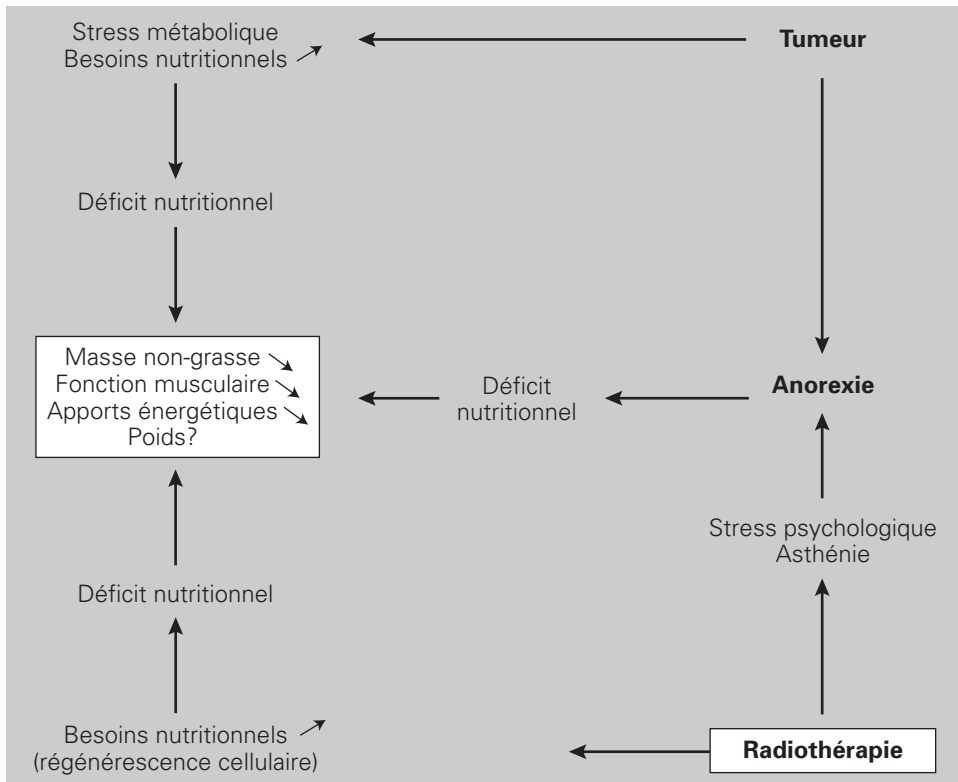 Stress métabolique
Besoins nutritionnels
Tumeur
Déficit nutritionnel
Masse non-grasse
Fonction musculaire
Apports énergétiques
Poids?
Déficit
nutritionnel
Anorexie
Stress psychologique
Asthénie
Déficit nutritionnel
Besoins nutritionnels
(régénérescence cellulaire)
Radiothérapie